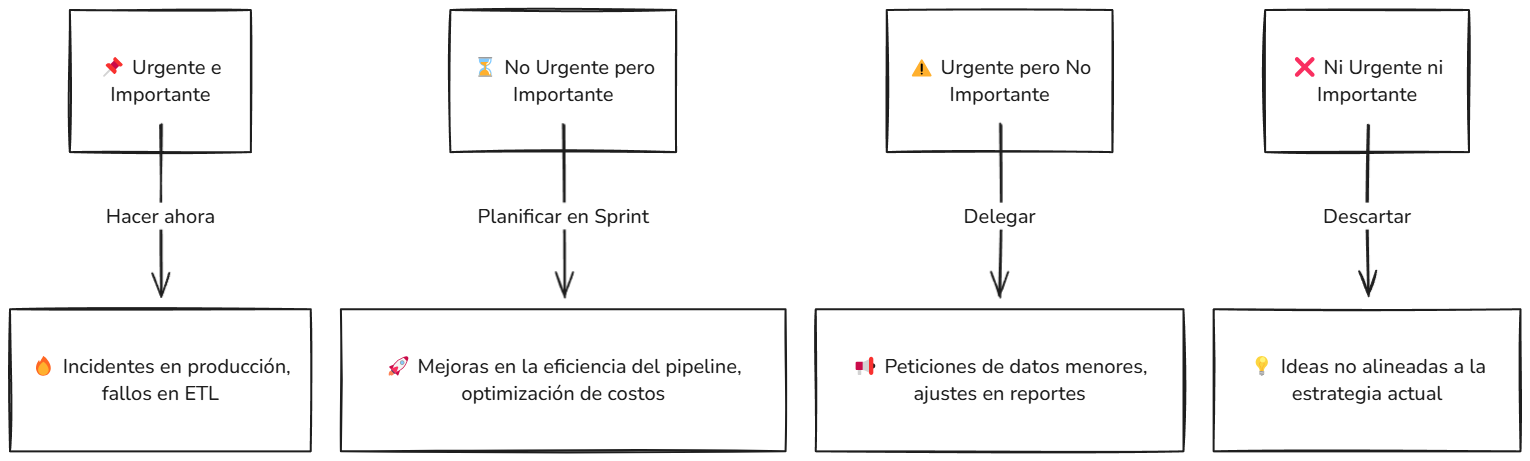 📌 Urgente e
Importante
⏳ No Urgente pero
Importante
⚠️ Urgente pero No
Importante
❌ Ni Urgente ni
Importante
Hacer ahora
Planificar en Sprint
Delegar
Descartar
🔥 Incidentes en producción,
fallos en ETL
🚀 Mejoras en la eficiencia del pipeline,
optimización de costos
📢 Peticiones de datos menores,
ajustes en reportes
💡 Ideas no alineadas a la
estrategia actual